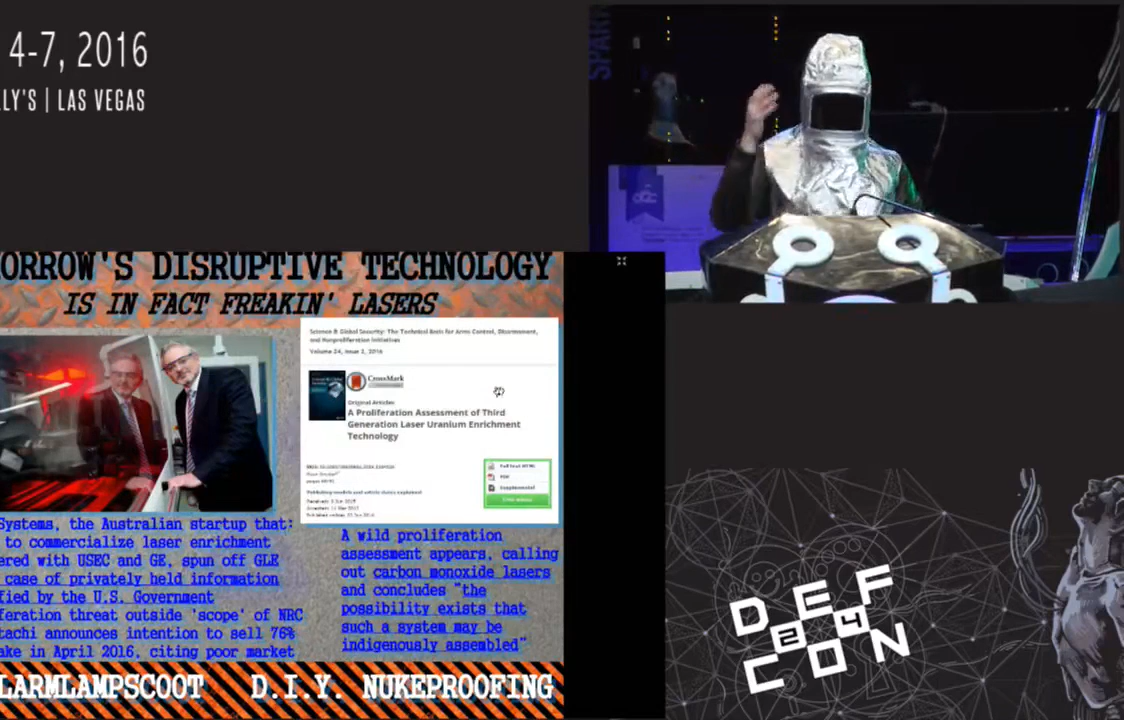 4-7, 2016
LY'S | LAS VEGAS
ORROW'S DISRUPTIVE TECHNOLOGY
IS IN FACT FREAKIN' LASERS
Science & Global Security: The Technical Basis for Arms Control, Disarmament,
and Nonproliferation Initiatives
Volume 24, Issue 2, 2016
CrossMark
Original Articles
A Proliferation Assessment of Third
Generation Laser Uranium Enrichment
Technology
Full text HTML
PDF
Supplemental
Systems, the Australian startup that:
to commercialize laser enrichment
ered with USEC and GE, spun off GLE
case of privately held information
fied by the U.S. Government
feration threat outside 'scope' of NRC
tachi announces intention to sell 76%
ake in April 2016, citing poor market
A wild proliferation
assessment appears, calling
out carbon monoxide lasers
and concludes "the
possibility exists that
such a system may be
indigenously assembled"
LARMLAMPSCOOT D.I.Y. NUKEPROOFING
DEF
24
CON